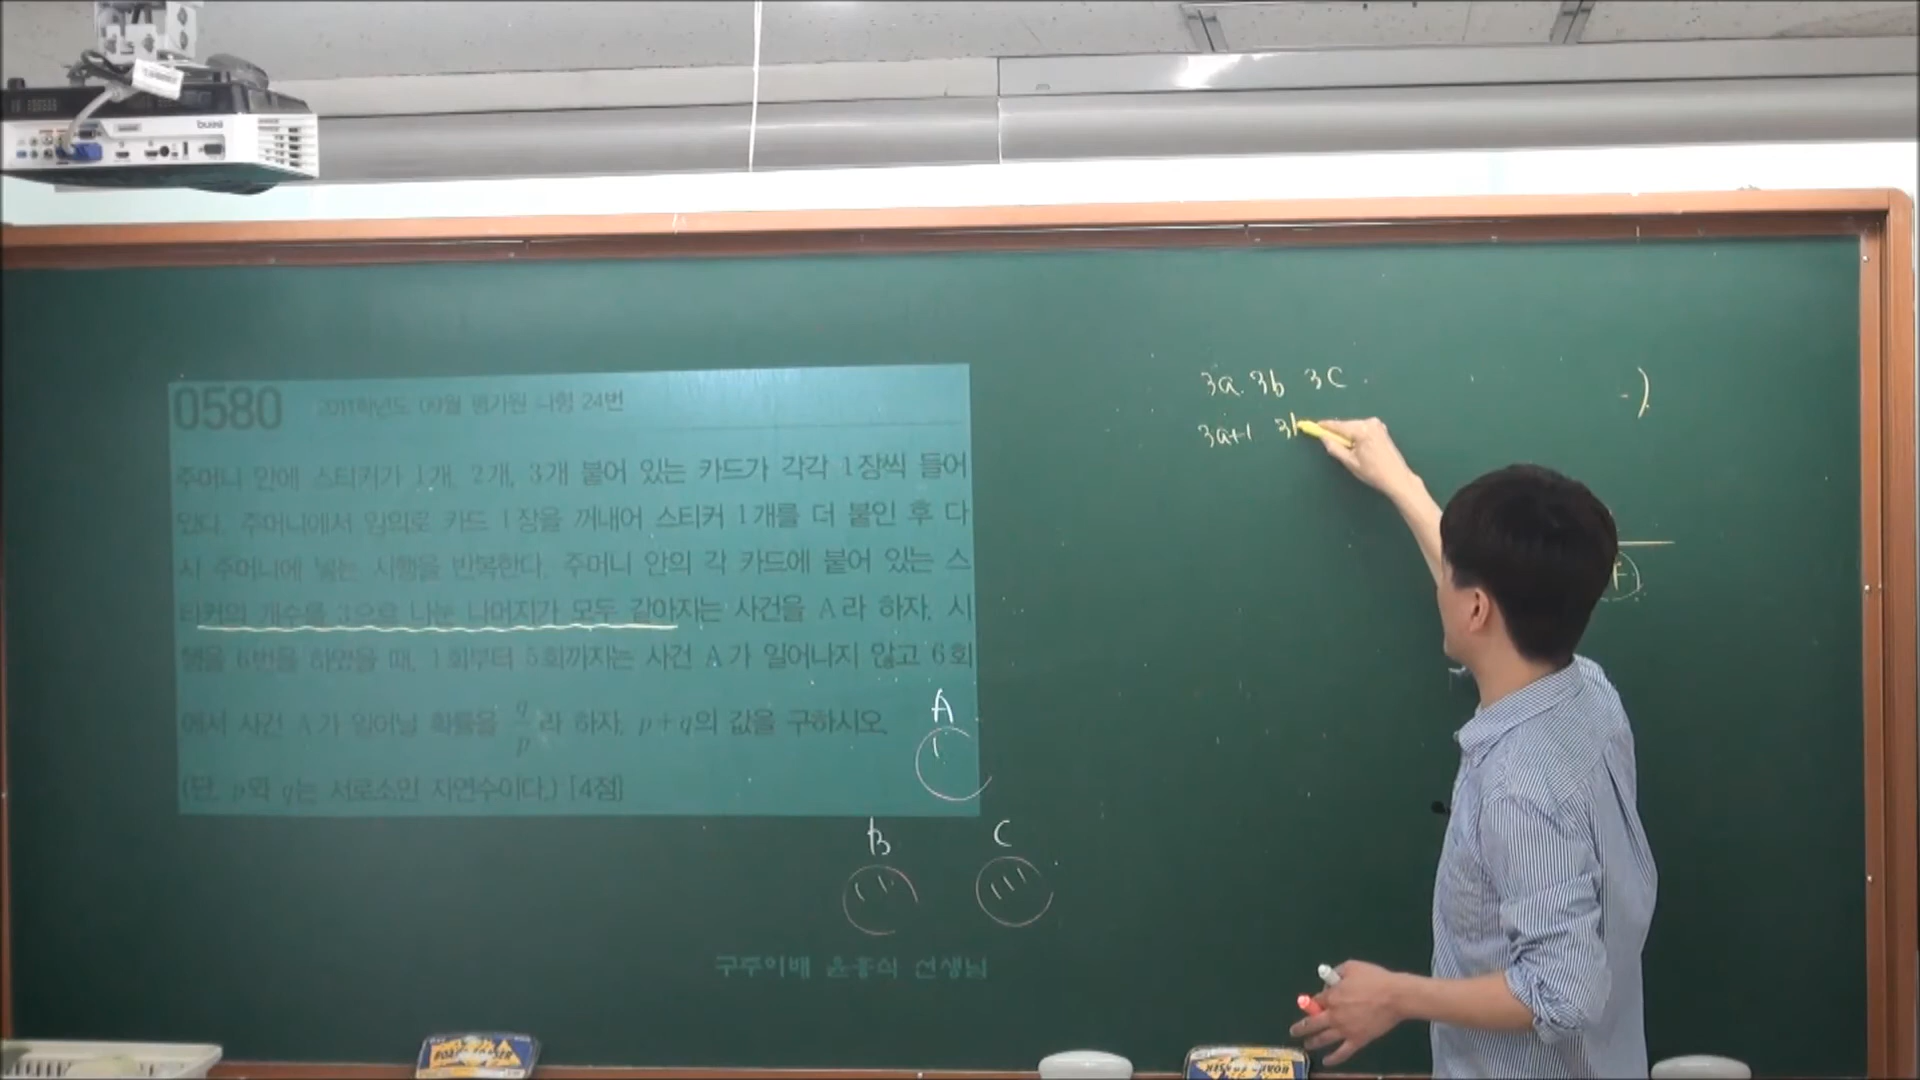 BenQ
0580 2011학년도 09월 평가원 나형 24번
주머니 안에 스티커가 1개, 2개, 3개 붙어 있는 카드가 각각 1장씩 들어
있다. 주머니에서 임의로 카드 1장을 꺼내어 스티커 1개를 더 붙인 후 다
시 주머니에 넣는 시행을 반복한다. 주머니 안의 각 카드에 붙어 있는 스
티커의 개수를 3으로 나눈 나머지가 모두 같아지는 사건을 A라 하자. 시
행을 6번을 하였을 때, 1회부터 5회까지는 사건 A가 일어나지 않고 6회
에서 사건 A가 일어날 확률을 q/p 라 하자. p+q의 값을 구하시오.
(단, p와 q는 서로소인 자연수이다.) [4점]
A
B C
구주이배 윤종식 선생님
3a 3b 3c
3a+1 3b